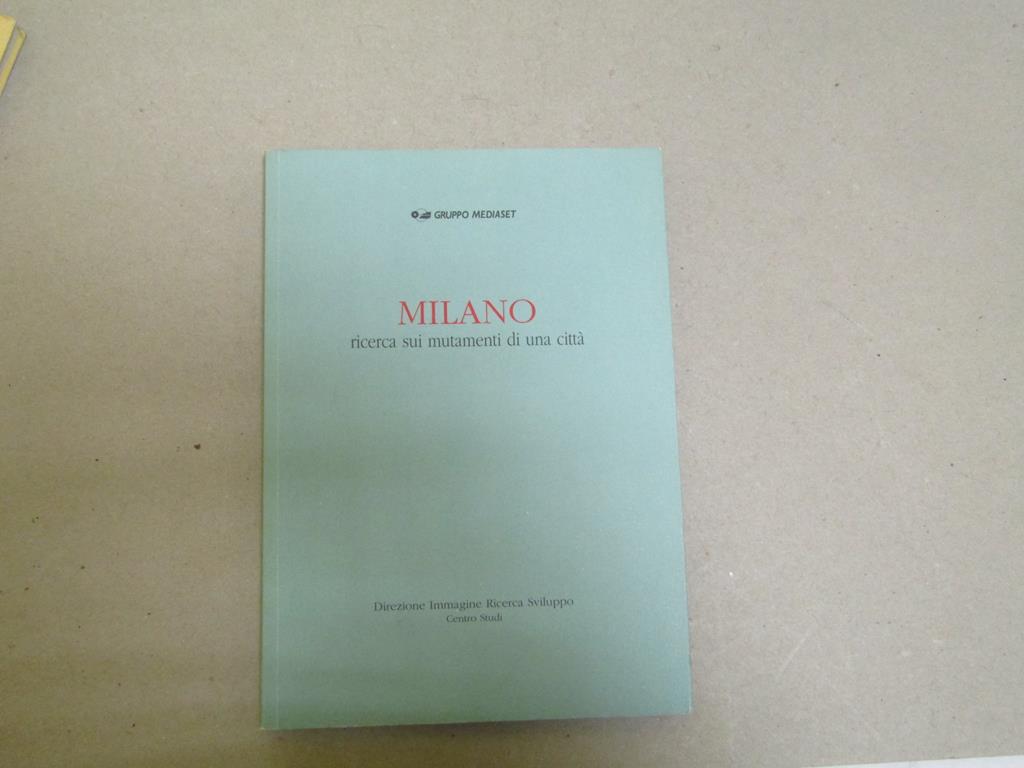 GRUPPO MEDIASET
MILANO
ricerca sui mutamenti di una città
Direzione Immagine Ricerca Sviluppo
Centro Studi